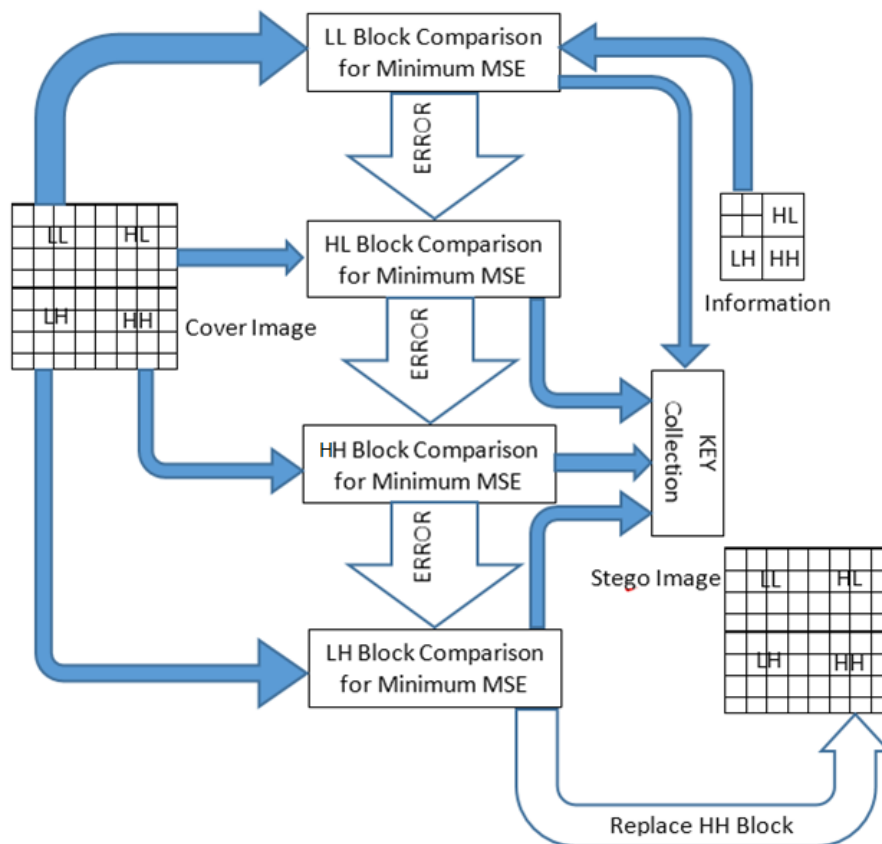 LL Block Comparison
for Minimum MSE
ERROR
LL HL
LH HH
Cover Image
HL Block Comparison
for Minimum MSE
HL
LH HH
Information
ERROR
KEY
Collection
HH Block Comparison
for Minimum MSE
ERROR
Stego Image
LL HL
LH HH
LH Block Comparison
for Minimum MSE
Replace HH Block